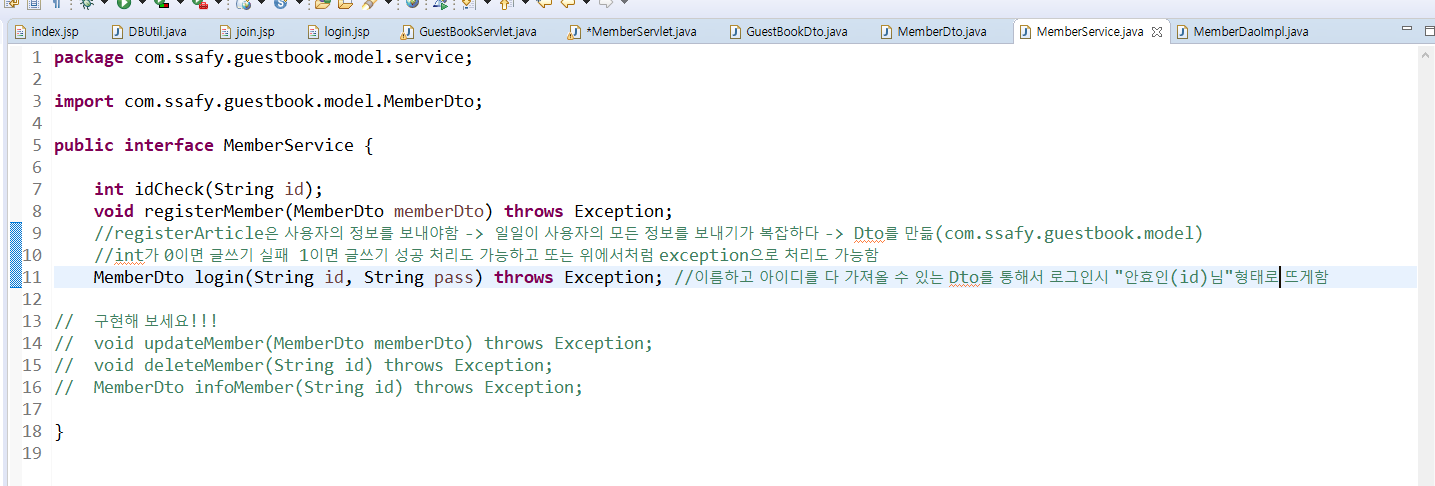 index.jsp DBUtil.java join.jsp login.jsp GuestBookServlet.java *MemberServlet.java GuestBookDto.java MemberDto.java MemberService.java MemberDaoImpl.java
1 package com.ssafy.guestbook.model.service;
2
3 import com.ssafy.guestbook.model.MemberDto;
4
5 public interface MemberService {
6
7 int idCheck(String id);
8 void registerMember(MemberDto memberDto) throws Exception;
9 //registerArticle은 사용자의 정보를 보내야함 -> 일일이 사용자의 모든 정보를 보내기가 복잡하다 -> Dto를 만듦(com.ssafy.guestbook.model)
10 //int가 0이면 글쓰기 실패 1이면 글쓰기 성공 처리도 가능하고 또는 위에서처럼 exception으로 처리도 가능함
11 MemberDto login(String id, String pass) throws Exception; //이름하고 아이디를 다 가져올 수 있는 Dto를 통해서 로그인시 "안효인(id)님"형태로 뜨게함
12
13 // 구현해 보세요!!!
14 // void updateMember(MemberDto memberDto) throws Exception;
15 // void deleteMember(String id) throws Exception;
16 // MemberDto infoMember(String id) throws Exception;
17
18 }
19